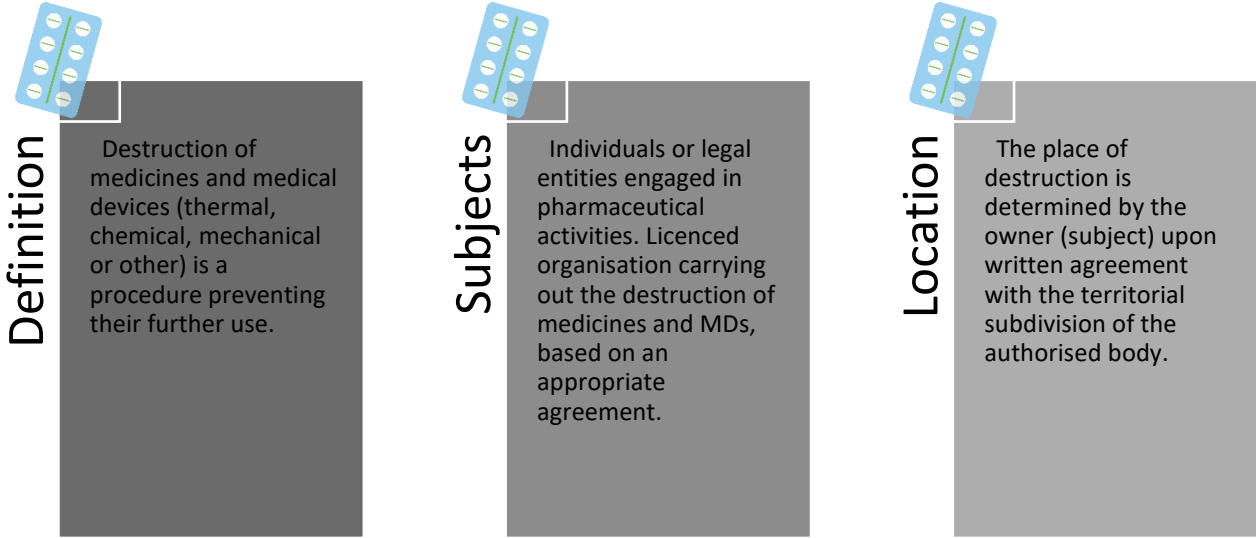 Definition
Destruction of
medicines and medical
devices (thermal,
chemical, mechanical
or other) is a
procedure preventing
their further use.
Subjects
Individuals or legal
entities engaged in
pharmaceutical
activities. Licenced
organisation carrying
out the destruction of
medicines and MDs,
based on an
appropriate
agreement.
Location
The place of
destruction is
determined by the
owner (subject) upon
written agreement
with the territorial
subdivision of the
authorised body.